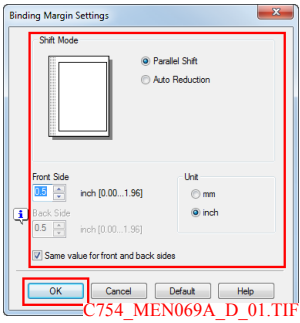 Binding Margin Settings
Shift Mode
Parallel Shift
Auto Reduction
Front Side
0.5 inch [0.00...1.96]
Back Side
0.5 inch [0.00...1.96]
Unit
mm
inch
Same value for front and back sides
OK Cancel Default Help
C754_MEN069A_D_01.TIF